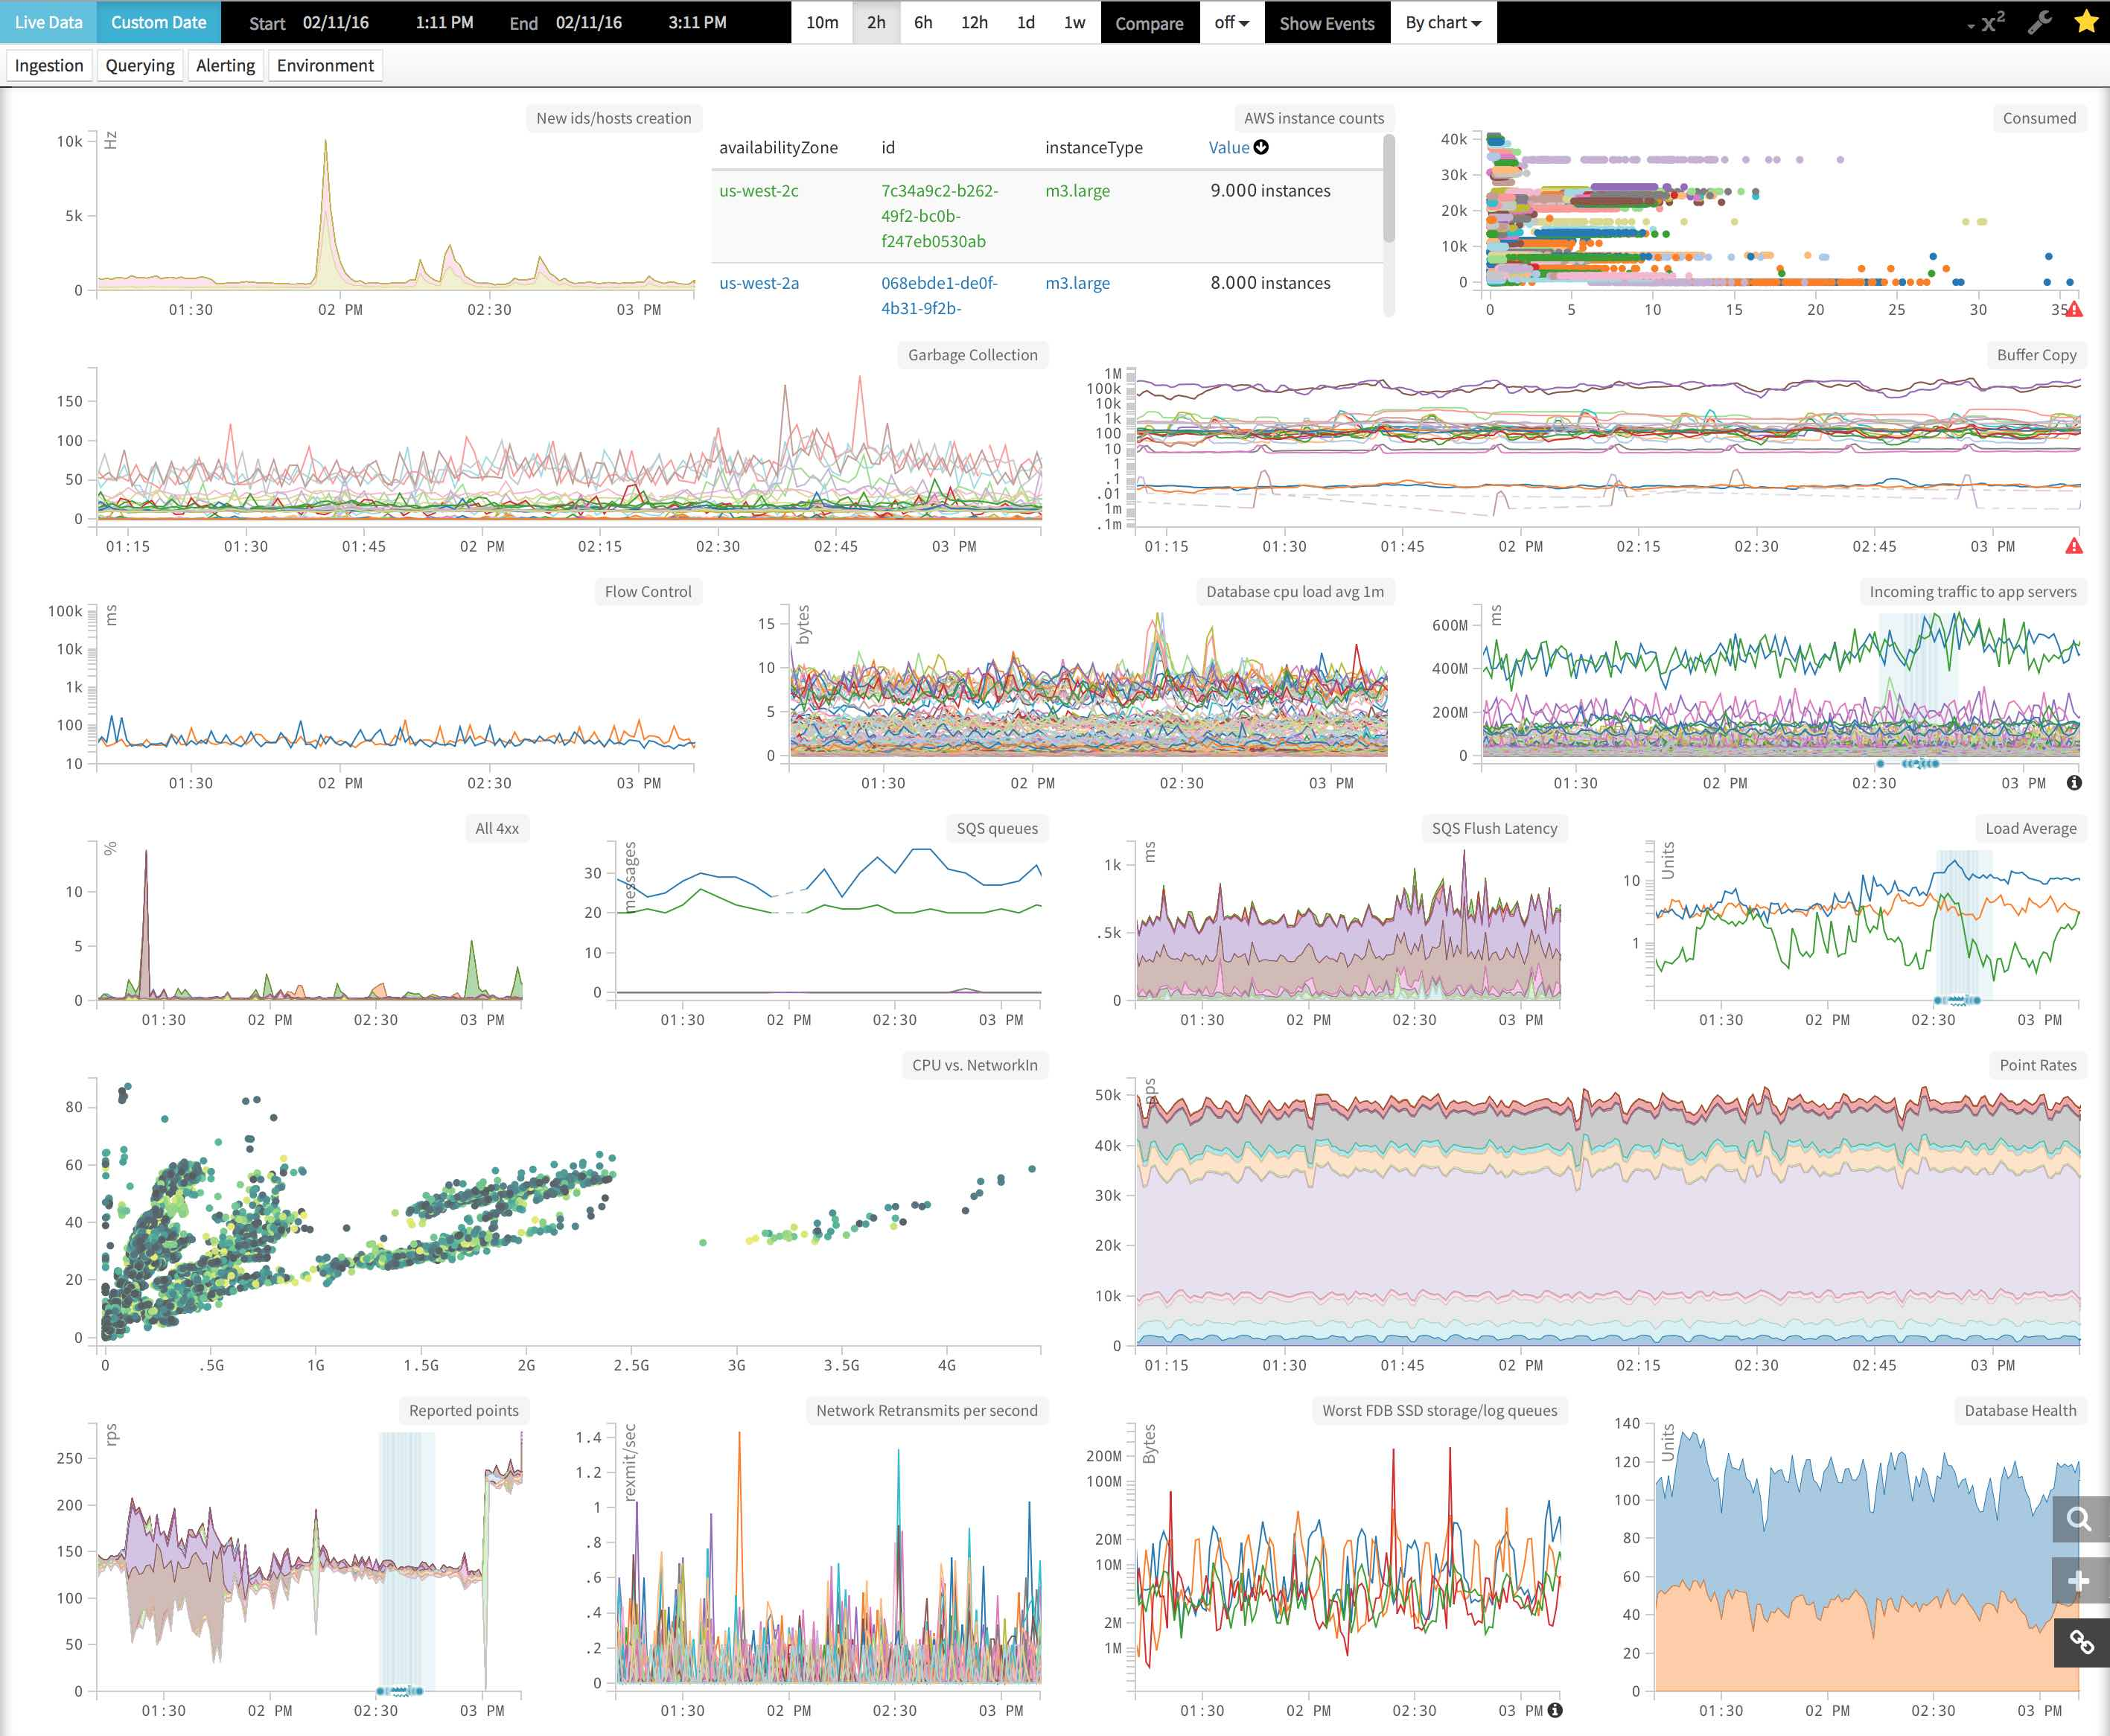 Live Data Custom Date Start 02/11/16 1:11 PM End 02/11/16 3:11 PM 10m 2h 6h 12h 1d 1w Compare off Show Events By chart x²
Ingestion Querying Alerting Environment
New ids/hosts creation
Hz
10k
5k
0
01:30 02 PM 02:30 03 PM
AWS instance counts
availabilityZone id instanceType Value
us-west-2c 7c34a9c2-b262- m3.large 9.000 instances
49f2-bc0b-
f247eb0530ab
us-west-2a 068ebde1-de0f- m3.large 8.000 instances
4b31-9f2b-
Consumed
40k
30k
20k
10k
0
0 5 10 15 20 25 30 35
Garbage Collection
150
100
50
0
01:15 01:30 01:45 02 PM 02:15 02:30 02:45 03 PM
Buffer Copy
1M
100k
10k
1k
100
10
1
.1
.01
1m
.1m
01:15 01:30 01:45 02 PM 02:15 02:30 02:45 03 PM
Flow Control
ms
100k
10k
1k
100
10
01:30 02 PM 02:30 03 PM
Database cpu load avg 1m
bytes
15
10
5
0
01:30 02 PM 02:30 03 PM
Incoming traffic to app servers
ms
600M
400M
200M
0
01:30 02 PM 02:30 03 PM
All 4xx
%
10
5
0
01:30 02 PM 02:30 03 PM
SQS queues
messages
30
20
10
0
01:30 02 PM 02:30 03 PM
SQS Flush Latency
ms
1k
.5k
0
01:30 02 PM 02:30 03 PM
Load Average
Units
10
1
01:30 02 PM 02:30 03 PM
CPU vs. NetworkIn
80
60
40
20
0
0 .5G 1G 1.5G 2G 2.5G 3G 3.5G 4G
Point Rates
50k
40k
30k
20k
10k
0
01:15 01:30 01:45 02 PM 02:15 02:30 02:45 03 PM
Reported points
rps
250
200
150
100
50
0
01:30 02 PM 02:30 03 PM
Network Retransmits per second
rexmit/sec
1.4
1.2
1
.8
.6
.4
.2
0
01:30 02 PM 02:30 03 PM
Worst FDB SSD storage/log queues
Bytes
200M
100M
20M
10M
2M
1M
01:30 02 PM 02:30 03 PM
Database Health
Units
140
120
100
80
60
40
20
0
01:30 02 PM 02:30 03 PM